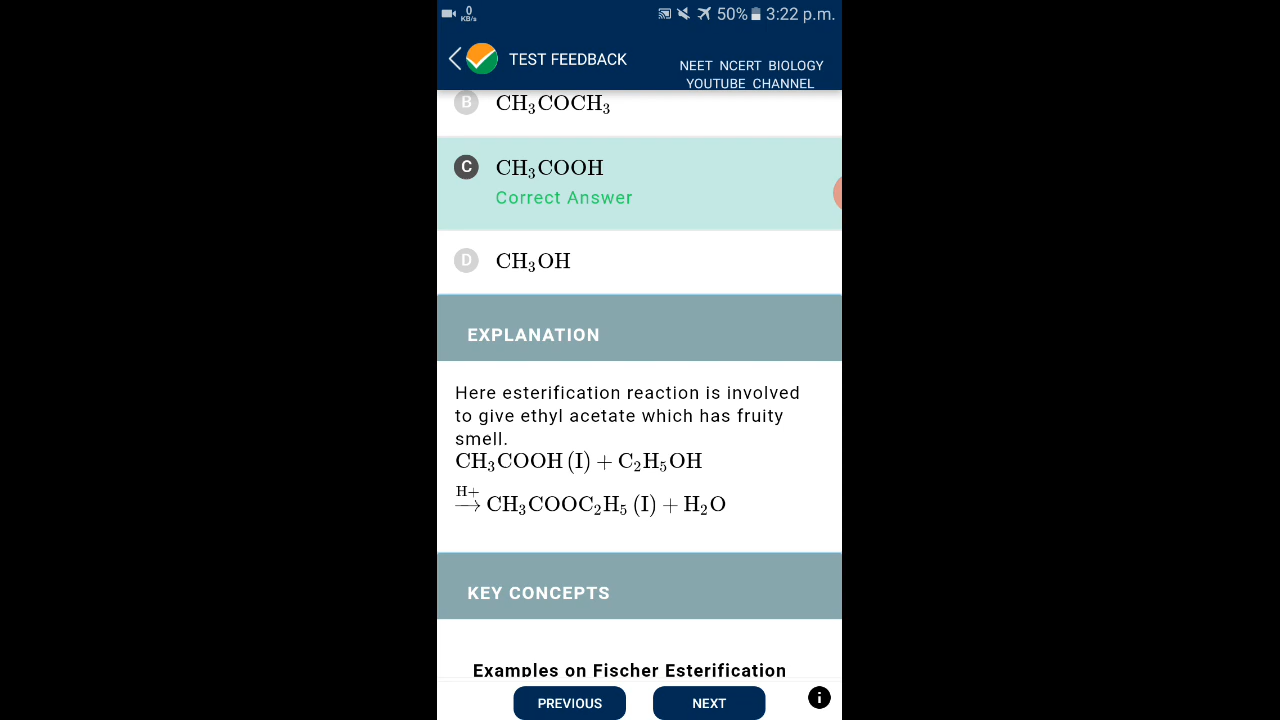 0
KB/s
50% 3:22 p.m.
TEST FEEDBACK
NEET NCERT BIOLOGY
YOUTUBE CHANNEL
B CH₃COCH₃
C CH₃COOH
Correct Answer
D CH₃OH
EXPLANATION
Here esterification reaction is involved
to give ethyl acetate which has fruity
smell.
CH₃COOH (I) + C₂H₅OH
H+
⟶ CH₃COOC₂H₅ (I) + H₂O
KEY CONCEPTS
Examples on Fischer Esterification
PREVIOUS NEXT i